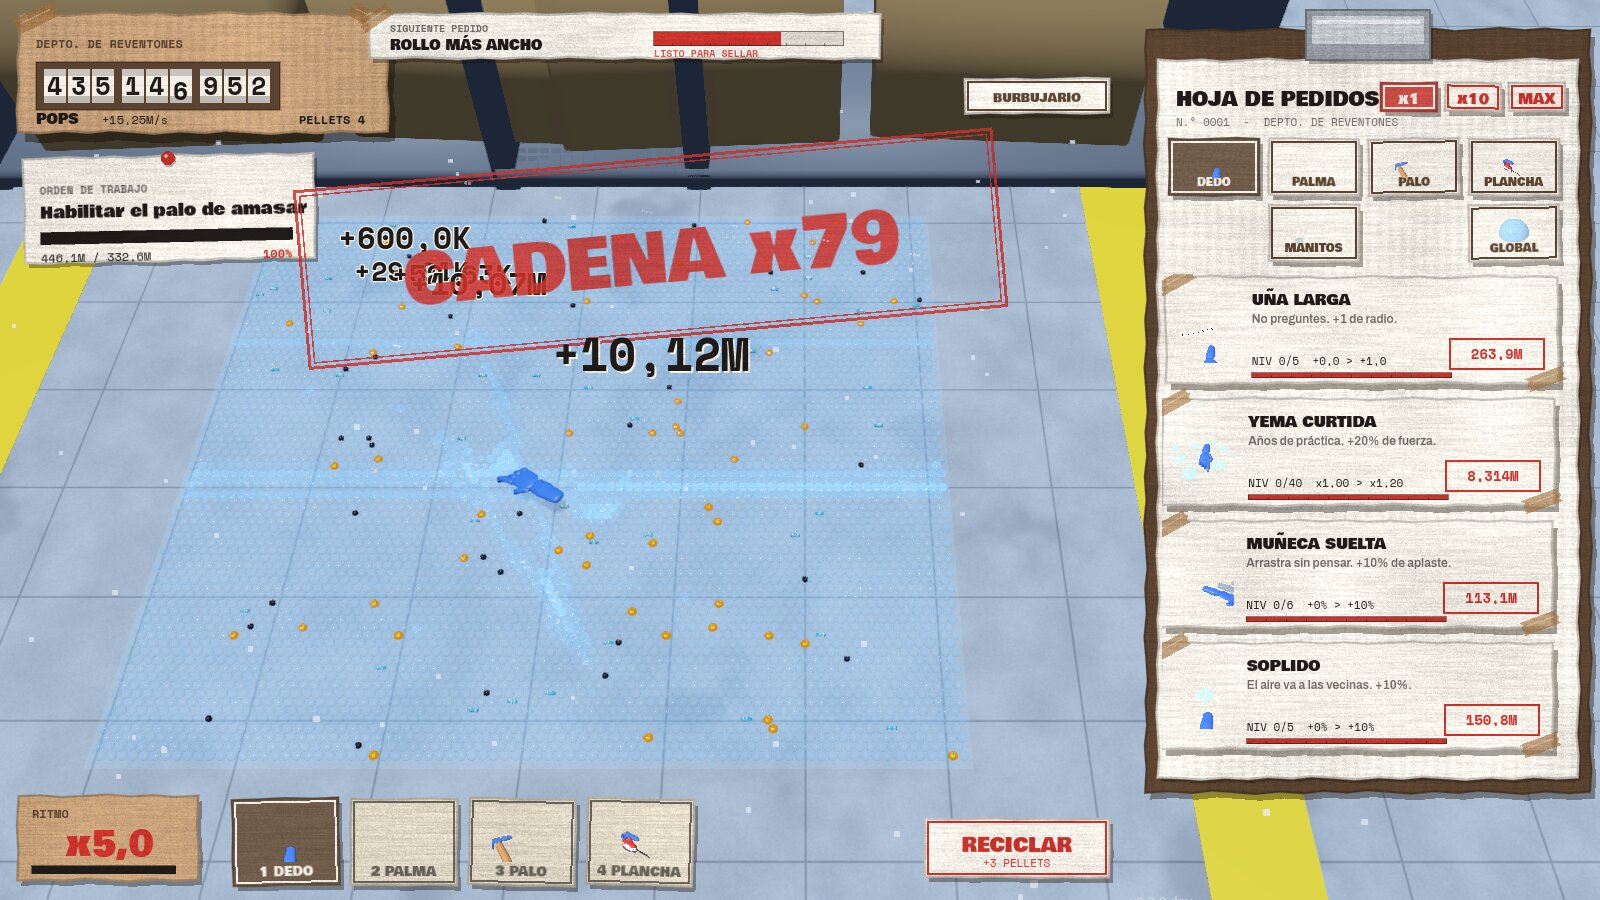 DEPTO. DE REVENTONES
435 146 952
POPS +15,25M/s PELLETS 4
SIGUIENTE PEDIDO
ROLLO MÁS ANCHO
LISTO PARA SELLAR
BURBUJARIO
ORDEN DE TRABAJO
Habilitar el palo de amasar
446,1M / 332,6M 100%
+600,0K
CADENA x79
+10,12M
HOJA DE PEDIDOS x1 x10 MAX
N.° 0001 - DEPTO. DE REVENTONES
DEDO PALMA PALO PLANCHA
MANITOS GLOBAL
UÑA LARGA
No preguntes. +1 de radio.
NIV 0/5 +0,0 > +1,0 263,9M
YEMA CURTIDA
Años de práctica. +20% de fuerza.
NIV 0/40 x1,00 > x1,20 8,314M
MUÑECA SUELTA
Arrastra sin pensar. +10% de aplaste.
NIV 0/6 +0% > +10% 113,1M
SOPLIDO
El aire va a las vecinas. +10%.
NIV 0/5 +0% > +10% 150,8M
RITMO
x5,0
1 DEDO 2 PALMA 3 PALO 4 PLANCHA
RECICLAR
+3 PELLETS